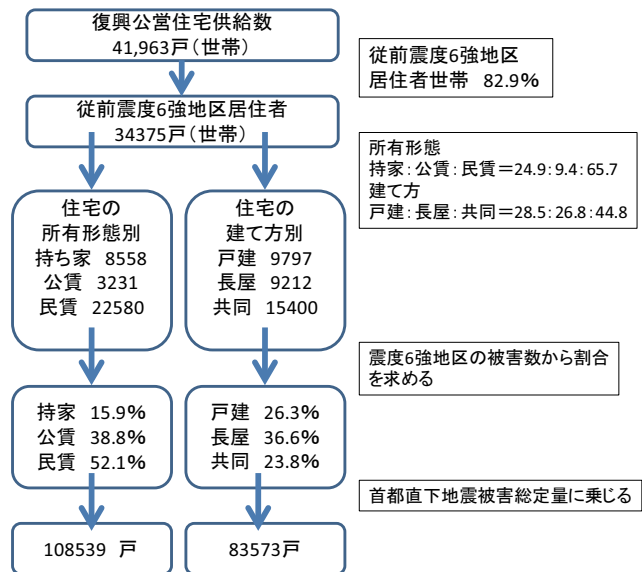 復興公営住宅供給数
41,963戸(世帯)
従前震度6強地区
居住者世帯 82.9%
従前震度6強地区居住者
34375戸(世帯)
所有形態
持家:公賃:民賃=24.9:9.4:65.7
建て方
戸建:長屋:共同=28.5:26.8:44.8
住宅の
所有形態別
持ち家 8558
公賃 3231
民賃 22580
住宅の
建て方別
戸建 9797
長屋 9212
共同 15400
震度6強地区の被害数から割合
を求める
持家 15.9%
公賃 38.8%
民賃 52.1%
戸建 26.3%
長屋 36.6%
共同 23.8%
首都直下地震被害総定量に乗じる
108539 戸
83573戸